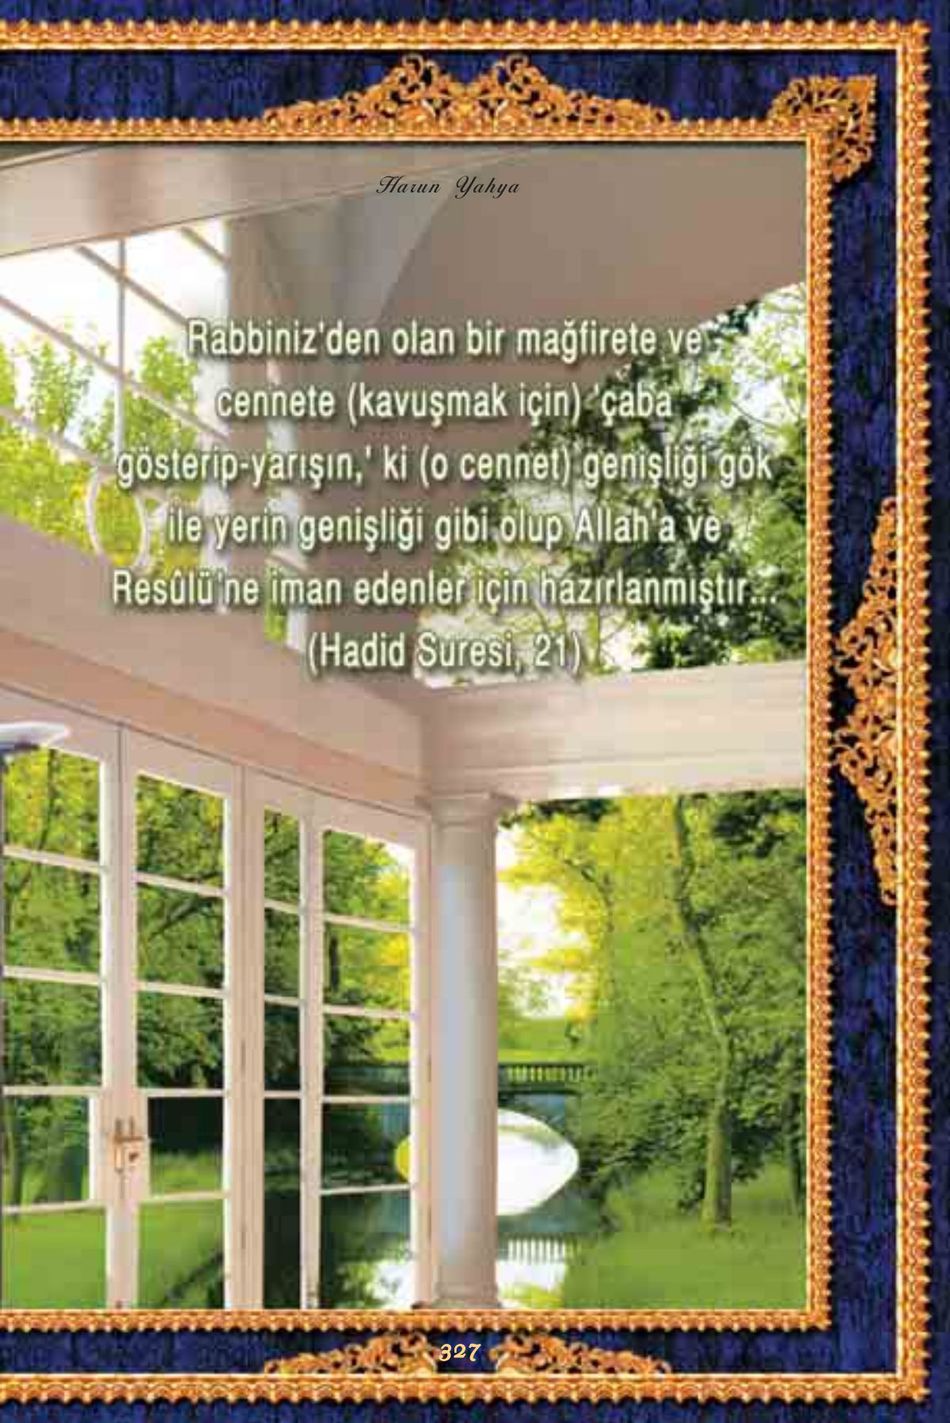 Harun Yahya
Rabbiniz'den olan bir mağfirete ve
cennete (kavuşmak için) 'çaba
gösterip-yarışın,' ki (o cennet) genişliği gök
ile yerin genişliği gibi olup Allah'a ve
Resûlü'ne iman edenler için hazırlanmıştır...
(Hadid Suresi, 21)
327